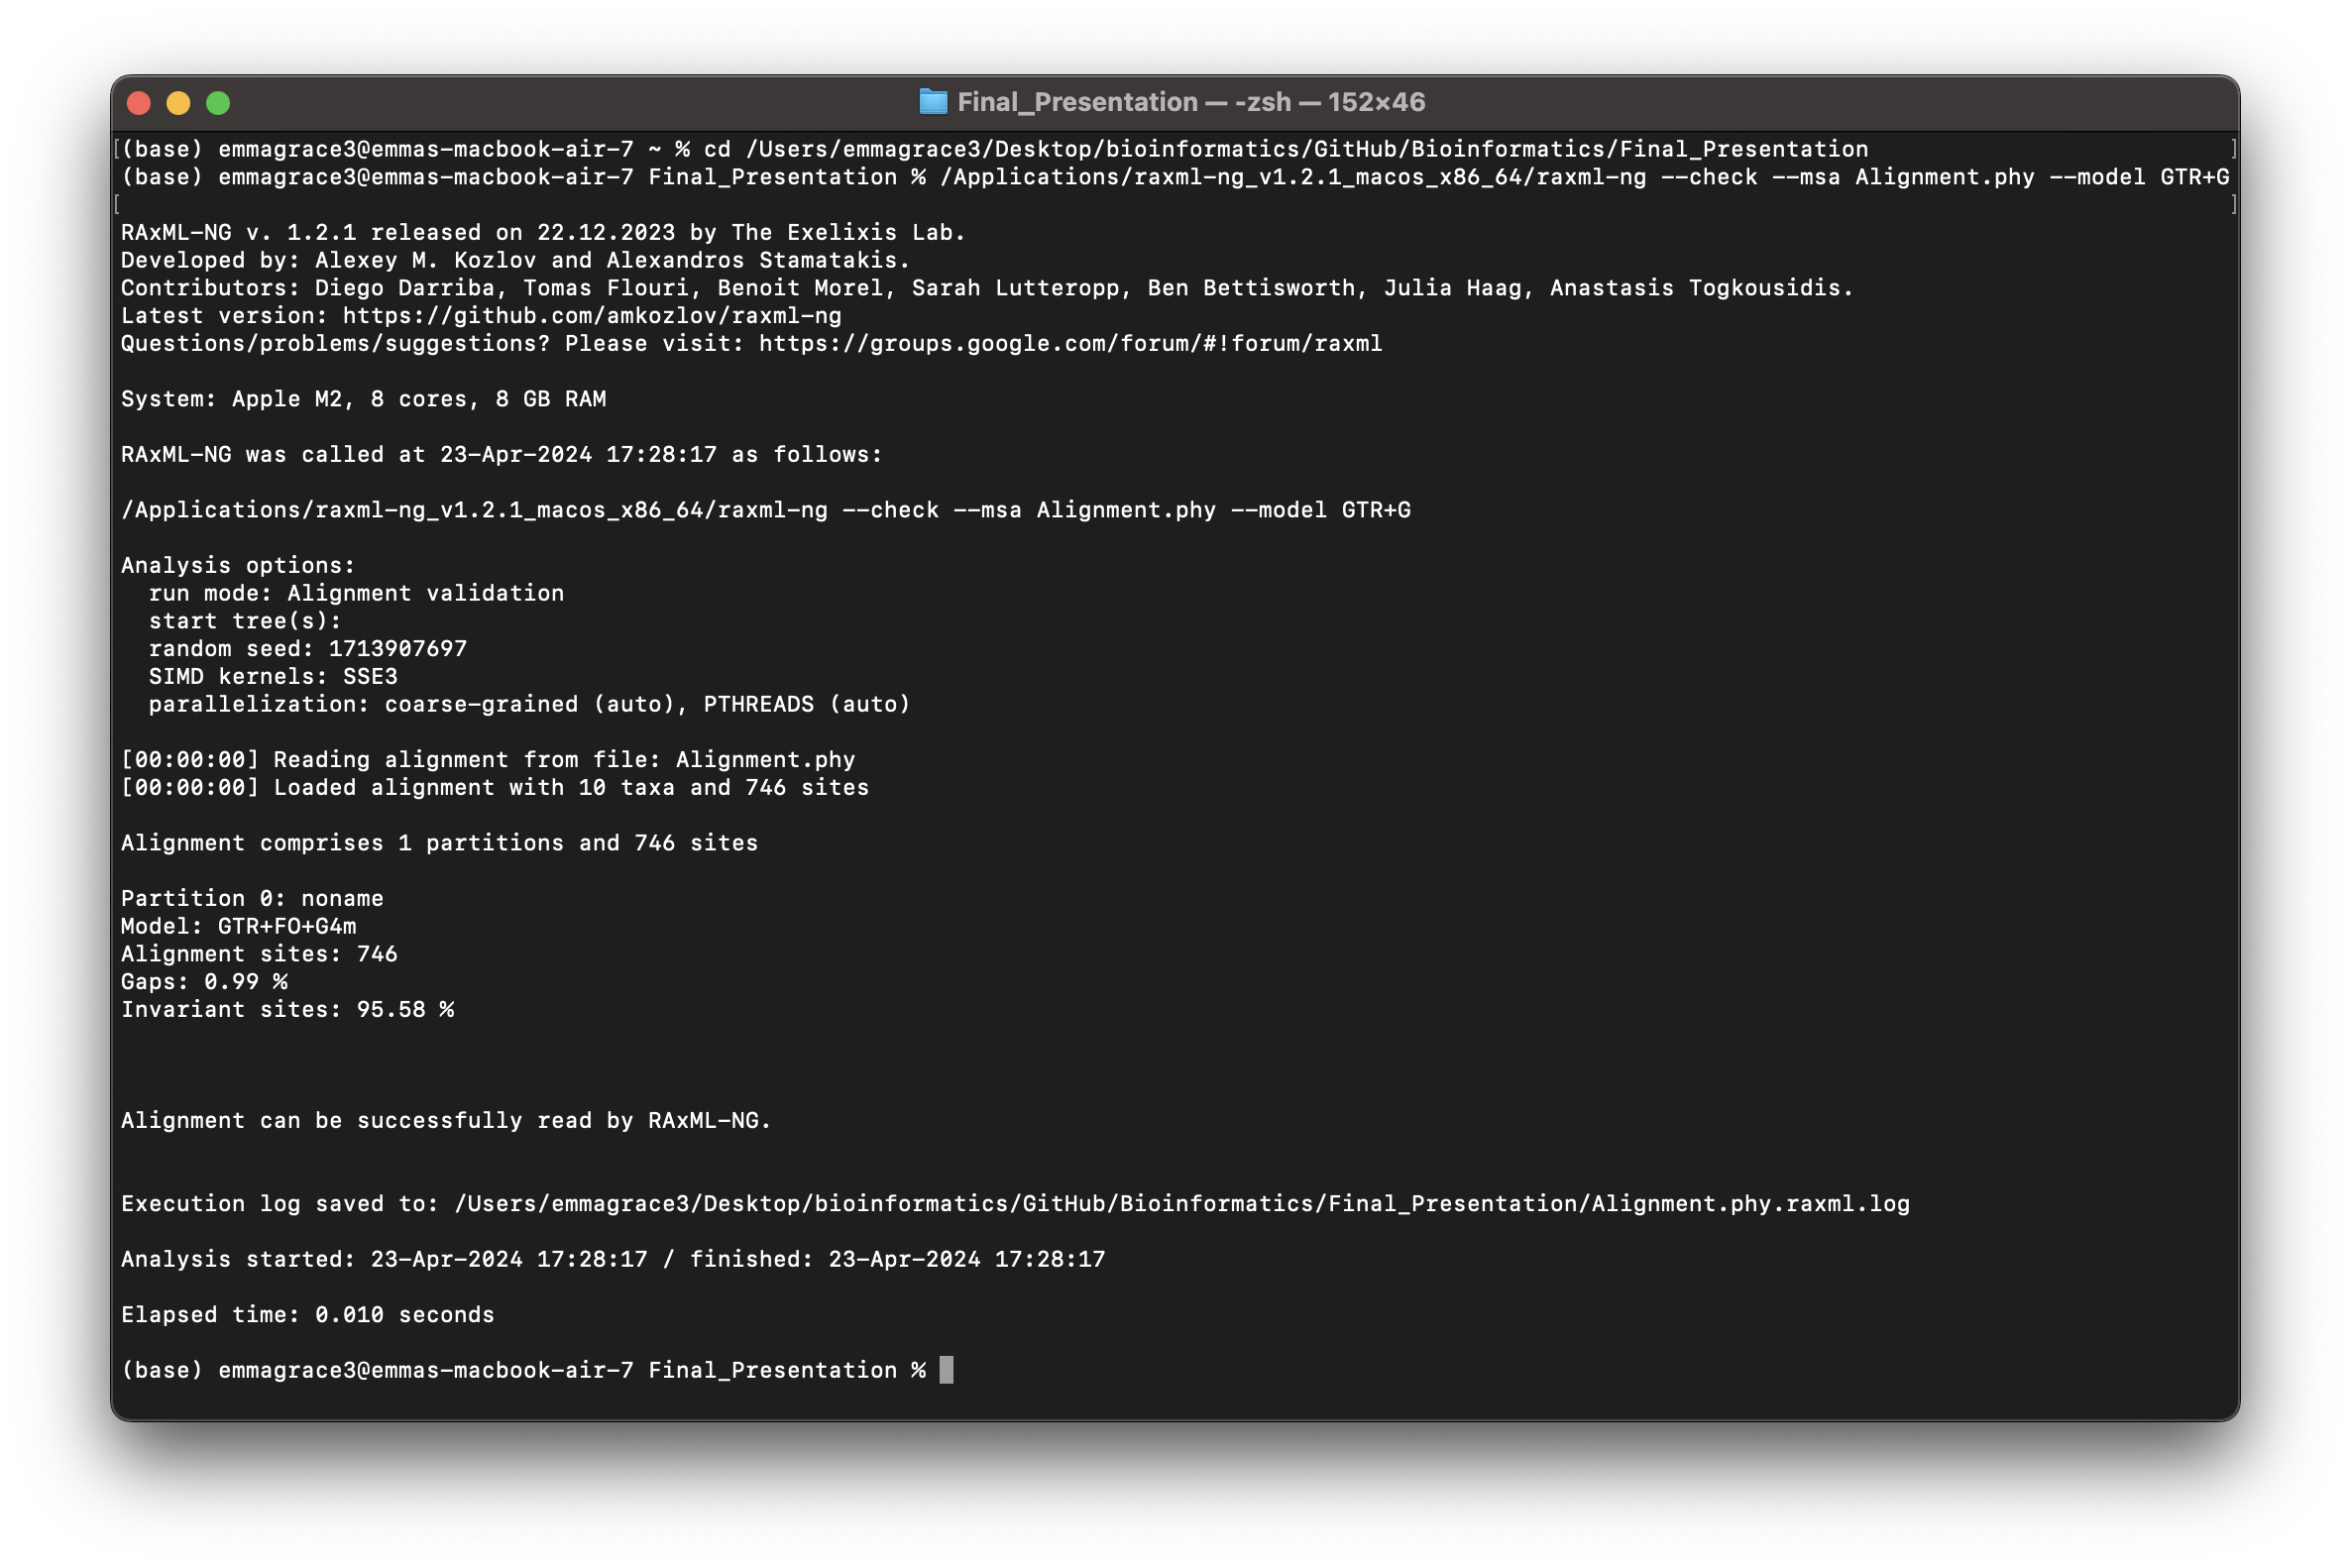 Final_Presentation — -zsh — 152×46
[(base) emmagrace3@emmas-macbook-air-7 ~ % cd /Users/emmagrace3/Desktop/bioinformatics/GitHub/Bioinformatics/Final_Presentation ]
(base) emmagrace3@emmas-macbook-air-7 Final_Presentation % /Applications/raxml-ng_v1.2.1_macos_x86_64/raxml-ng --check --msa Alignment.phy --model GTR+G
[ ]
RAxML-NG v. 1.2.1 released on 22.12.2023 by The Exelixis Lab.
Developed by: Alexey M. Kozlov and Alexandros Stamatakis.
Contributors: Diego Darriba, Tomas Flouri, Benoit Morel, Sarah Lutteropp, Ben Bettisworth, Julia Haag, Anastasis Togkousidis.
Latest version: https://github.com/amkozlov/raxml-ng
Questions/problems/suggestions? Please visit: https://groups.google.com/forum/#!forum/raxml
System: Apple M2, 8 cores, 8 GB RAM
RAxML-NG was called at 23-Apr-2024 17:28:17 as follows:
/Applications/raxml-ng_v1.2.1_macos_x86_64/raxml-ng --check --msa Alignment.phy --model GTR+G
Analysis options:
run mode: Alignment validation
start tree(s):
random seed: 1713907697
SIMD kernels: SSE3
parallelization: coarse-grained (auto), PTHREADS (auto)
[00:00:00] Reading alignment from file: Alignment.phy
[00:00:00] Loaded alignment with 10 taxa and 746 sites
Alignment comprises 1 partitions and 746 sites
Partition 0: noname
Model: GTR+FO+G4m
Alignment sites: 746
Gaps: 0.99 %
Invariant sites: 95.58 %
Alignment can be successfully read by RAxML-NG.
Execution log saved to: /Users/emmagrace3/Desktop/bioinformatics/GitHub/Bioinformatics/Final_Presentation/Alignment.phy.raxml.log
Analysis started: 23-Apr-2024 17:28:17 / finished: 23-Apr-2024 17:28:17
Elapsed time: 0.010 seconds
(base) emmagrace3@emmas-macbook-air-7 Final_Presentation %